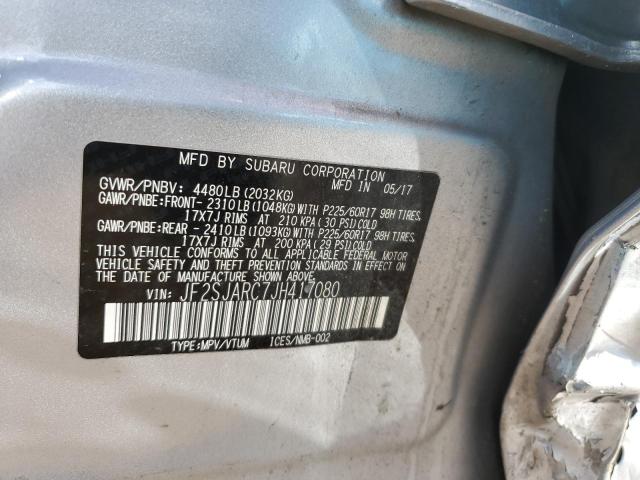 MFD BY SUBARU CORPORATION
GVWR/PNBV: 4480LB(2032KG) MFD IN 05/17
GAWR/PNBE:FRONT- 2310LB(1048KG)WITH P225/60R17 98H TIRES,
17x7J RIMS AT 210 KPA(30 PSI)COLD
GAWR/PNBE:REAR - 2410LB(1093KG)WITH P225/60R17 98H TIRES,
17x7J RIMS AT 200 KPA(29 PSI)COLD
THIS VEHICLE CONFORMS TO ALL APPLICABLE FEDERAL MOTOR
VEHICLE SAFETY AND BUMPER STANDARDS IN EFFECT ON
THE DATE OF MANUFACTURE SHOWN ABOVE.
VIN: JF2SJARC7JH417080
TYPE:MPV/VTUM ICES/NMB-002